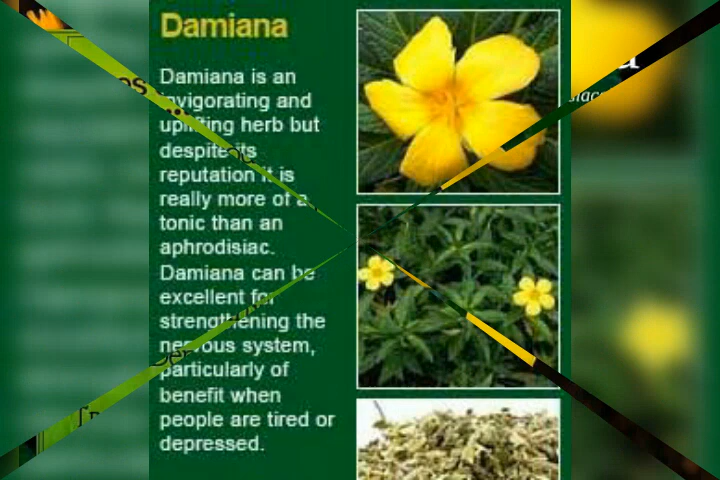 Damiana
Damiana is an
invigorating and
uplifting herb but
despite its
reputation it is
really more of a
tonic than an
aphrodisiac.
Damiana can be
excellent for
strengthening the
nervous system,
particularly of
benefit when
people are tired or
depressed.